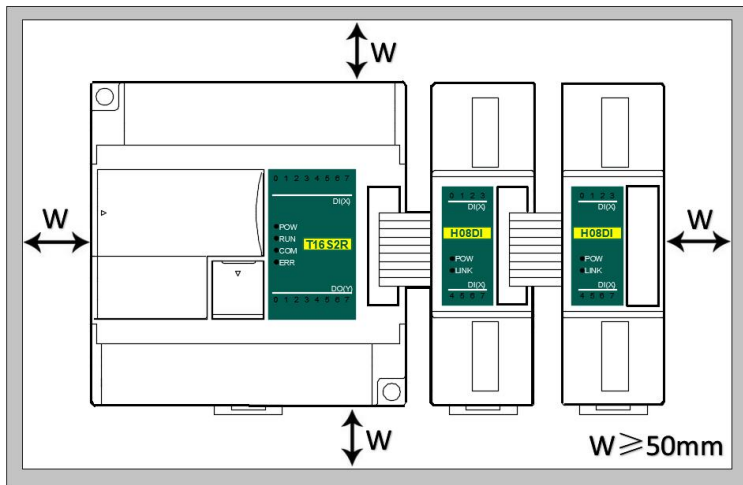 W
0 1 2 3 4 5 6 7
DI(X)
POW
RUN
COM
ERR
T16S2R
DO(Y)
0 1 2 3 4 5 6 7
0 1 2 3
DI(X)
H08DI
POW
LINK
DI(X)
4 5 6 7
0 1 2 3
DI(X)
H08DI
POW
LINK
DI(X)
4 5 6 7
W
W
W
W≥50mm